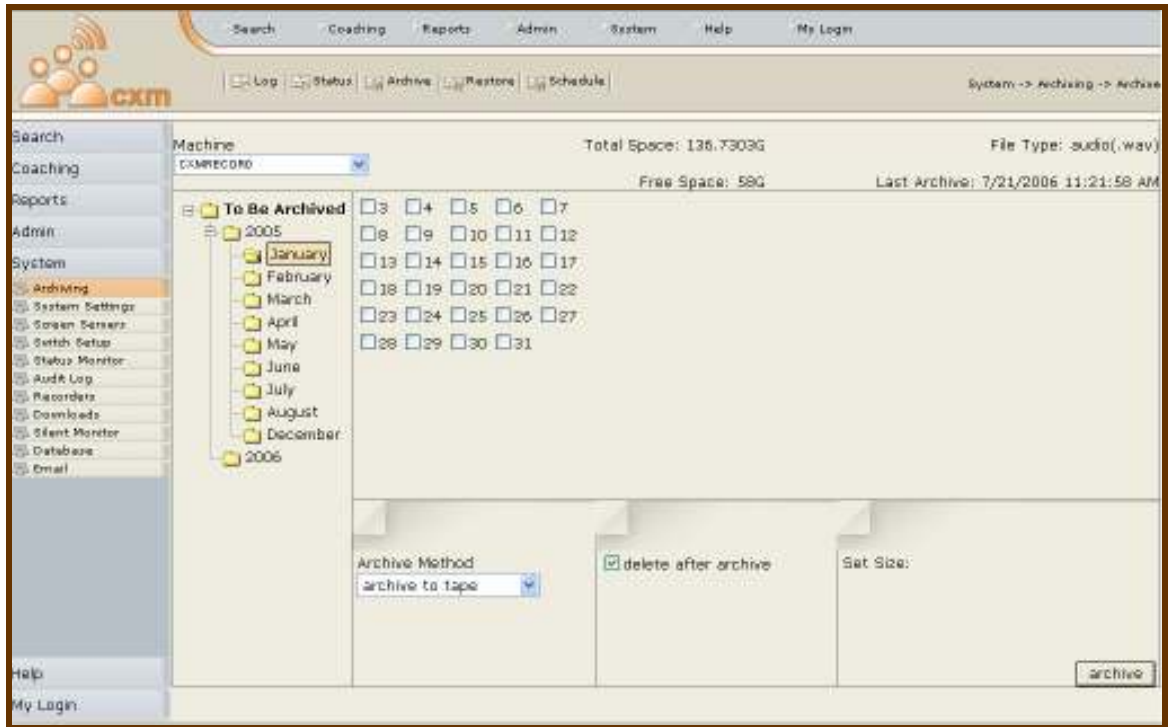 Search Coaching Reports Admin System Help My Login
cxm
Log Status Archive Restore Schedule
System -> Archiving -> Archive
Search
Coaching
Reports
Admin
System
Archiving
System Settings
Screen Servers
Switch Setup
Status Monitor
Audit Log
Recorders
Downloads
Silent Monitor
Database
Email
Help
My Login
Machine
CXMRECORD
Total Space: 136.7303G
Free Space: 58G
File Type: audio(.wav)
Last Archive: 7/21/2006 11:21:58 AM
To Be Archived
2005
January
February
March
April
May
June
July
August
December
2006
3 4 5 6 7
8 9 10 11 12
13 14 15 16 17
18 19 20 21 22
23 24 25 26 27
28 29 30 31
Archive Method
archive to tape
delete after archive
Set Size:
archive